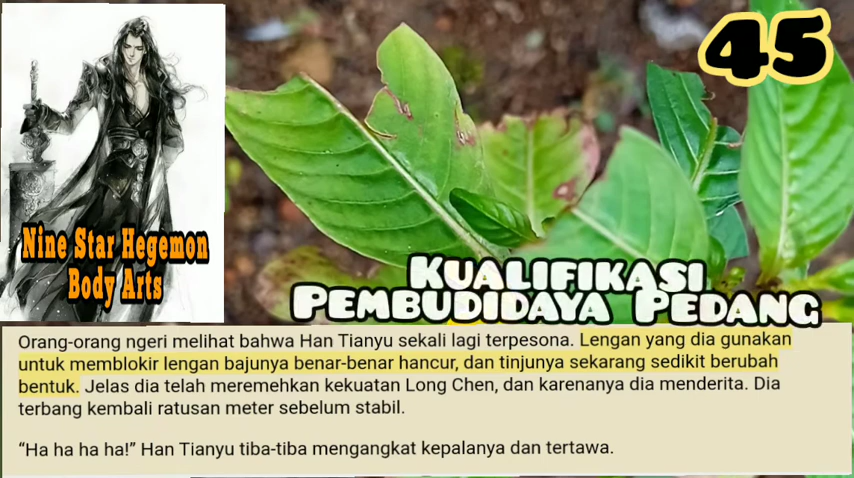 45
Nine Star Hegemon
Body Arts
KUALIFIKASI
PEMBUDIDAYA PEDANG
Orang-orang ngeri melihat bahwa Han Tianyu sekali lagi terpesona. Lengan yang dia gunakan
untuk memblokir lengan bajunya benar-benar hancur, dan tinjunya sekarang sedikit berubah
bentuk. Jelas dia telah meremehkan kekuatan Long Chen, dan karenanya dia menderita. Dia
terbang kembali ratusan meter sebelum stabil.
“Ha ha ha ha!” Han Tianyu tiba-tiba mengangkat kepalanya dan tertawa.